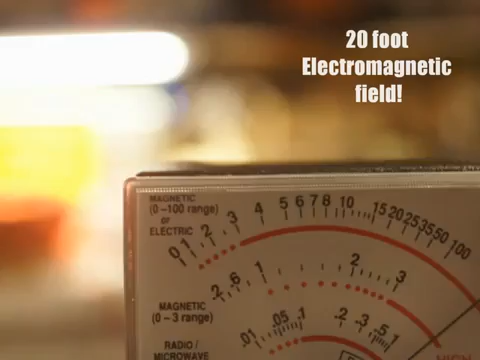 20 foot
Electromagnetic
field!
MAGNETIC
(0-100 range)
or
ELECTRIC
0 1 2 3 4 5 6 7 8 10 15 20 25 35 50 100
.2 .6 1 2 3
MAGNETIC
(0-3 range)
.01 .05 .1 .2 .3 .5 1
RADIO /
MICROWAVE
HIGH